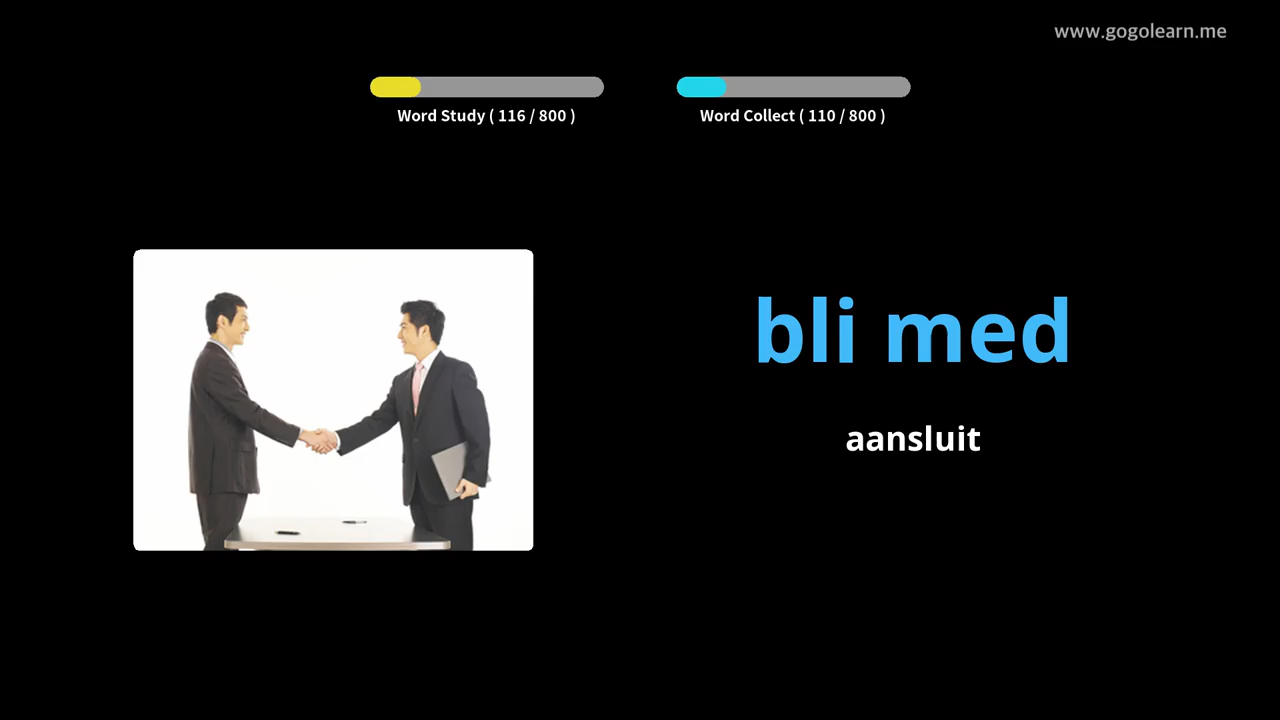 www.gogolearn.me
Word Study ( 116 / 800 )
Word Collect ( 110 / 800 )
bli med
aansluit